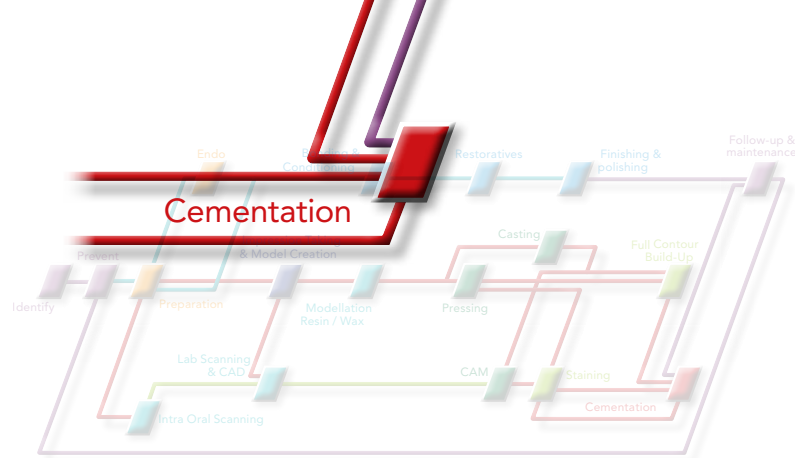 Follow-up &
maintenance
Endo
Conditioning
Restoratives
Finishing &
polishing
Cementation
Casting
Full Contour
Build-Up
Prevent
& Model Creation
Identify
Preparation
Modellation
Resin / Wax
Pressing
Lab Scanning
& CAD
CAM
Staining
Cementation
Intra Oral Scanning